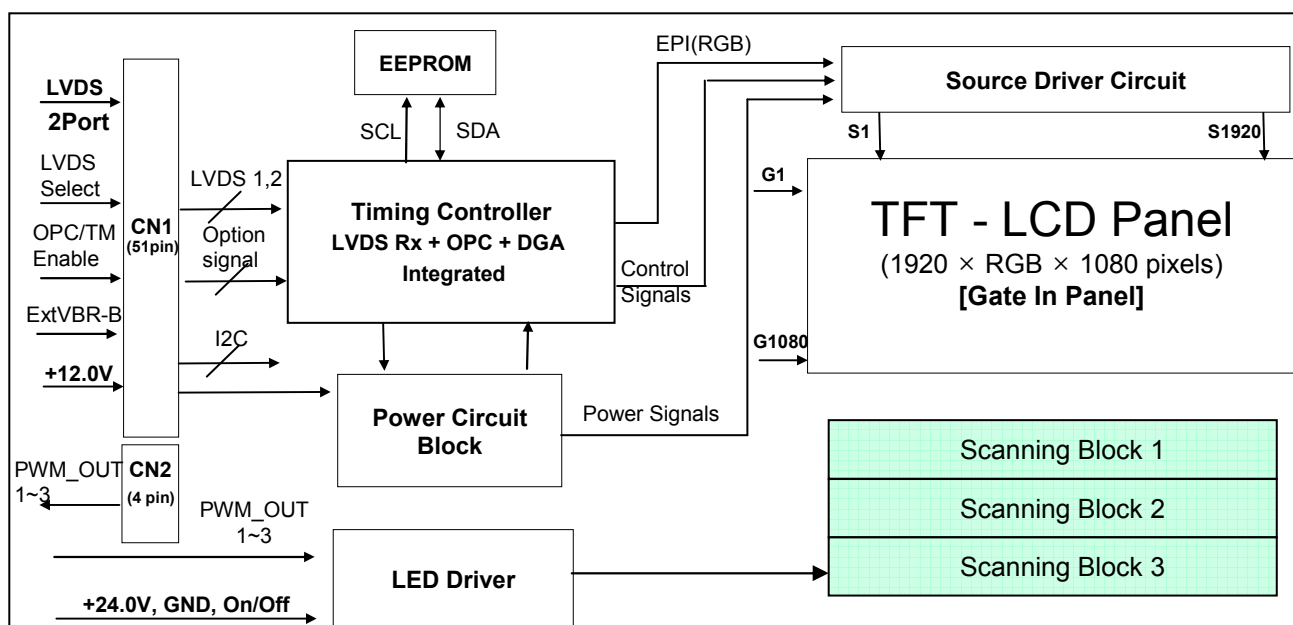 EPI(RGB)
EEPROM
Source Driver Circuit
LVDS
2Port
SCL
SDA
S1
S1920
LVDS
Select
LVDS 1,2
G1
CN1
(51pin)
Timing Controller
LVDS Rx + OPC + DGA
Integrated
TFT - LCD Panel
(1920 × RGB × 1080 pixels)
[Gate In Panel]
OPC/TM
Enable
Option
signal
Control
Signals
ExtVBR-B
I2C
G1080
+12.0V
Power Circuit
Block
Power Signals
Scanning Block 1
PWM_OUT
1~3
CN2
(4 pin)
PWM_OUT
1~3
Scanning Block 2
LED Driver
Scanning Block 3
+24.0V, GND, On/Off